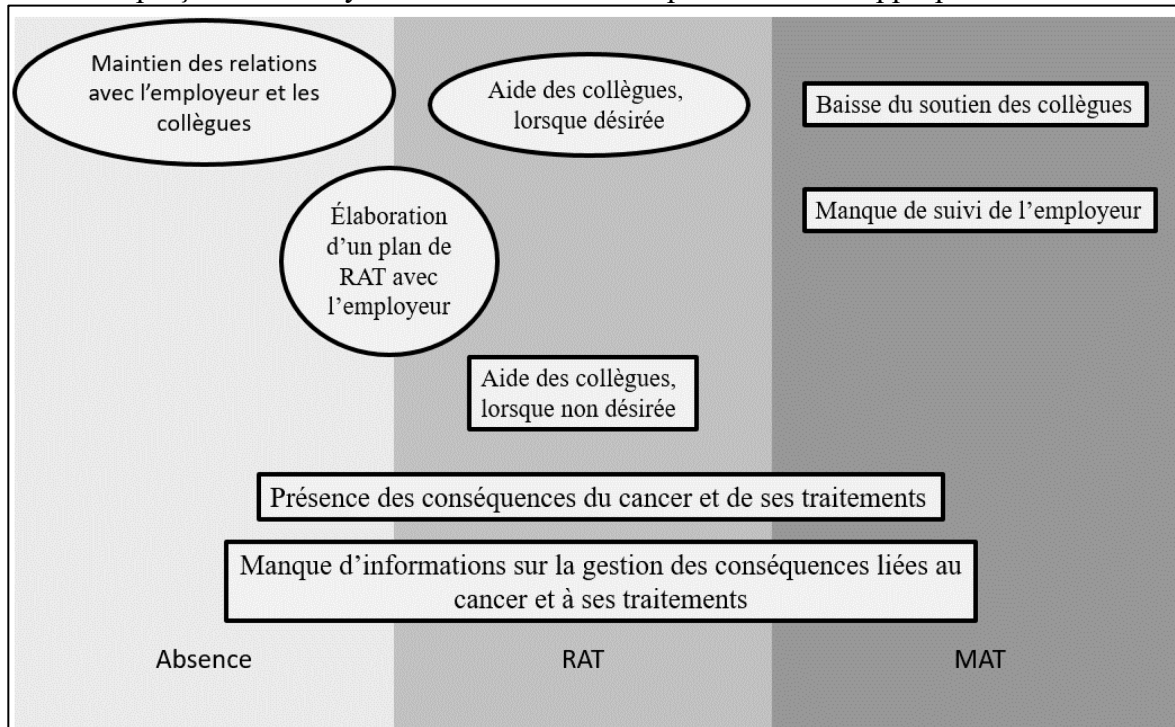 Maintien des relations
avec l'employeur et les
collègues
Aide des collègues,
lorsque désirée
Baisse du soutien des collègues
Élaboration
d'un plan de
RAT avec
l'employeur
Manque de suivi de l'employeur
Aide des collègues,
lorsque non désirée
Présence des conséquences du cancer et de ses traitements
Manque d'informations sur la gestion des conséquences liées au
cancer et à ses traitements
Absence
RAT
MAT